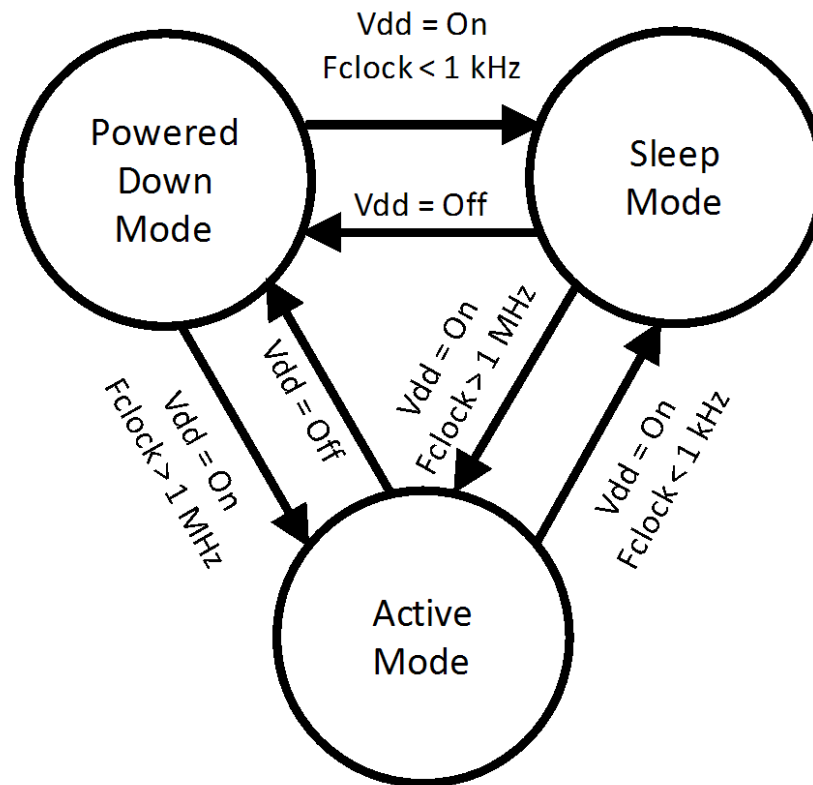 Vdd = On
Fclock < 1 kHz
Powered
Down
Mode
Sleep
Mode
Vdd = Off
Vdd = On
Fclock > 1 MHz
Vdd = Off
Vdd = On
Fclock > 1 MHz
Vdd = On
Fclock < 1 kHz
Active
Mode